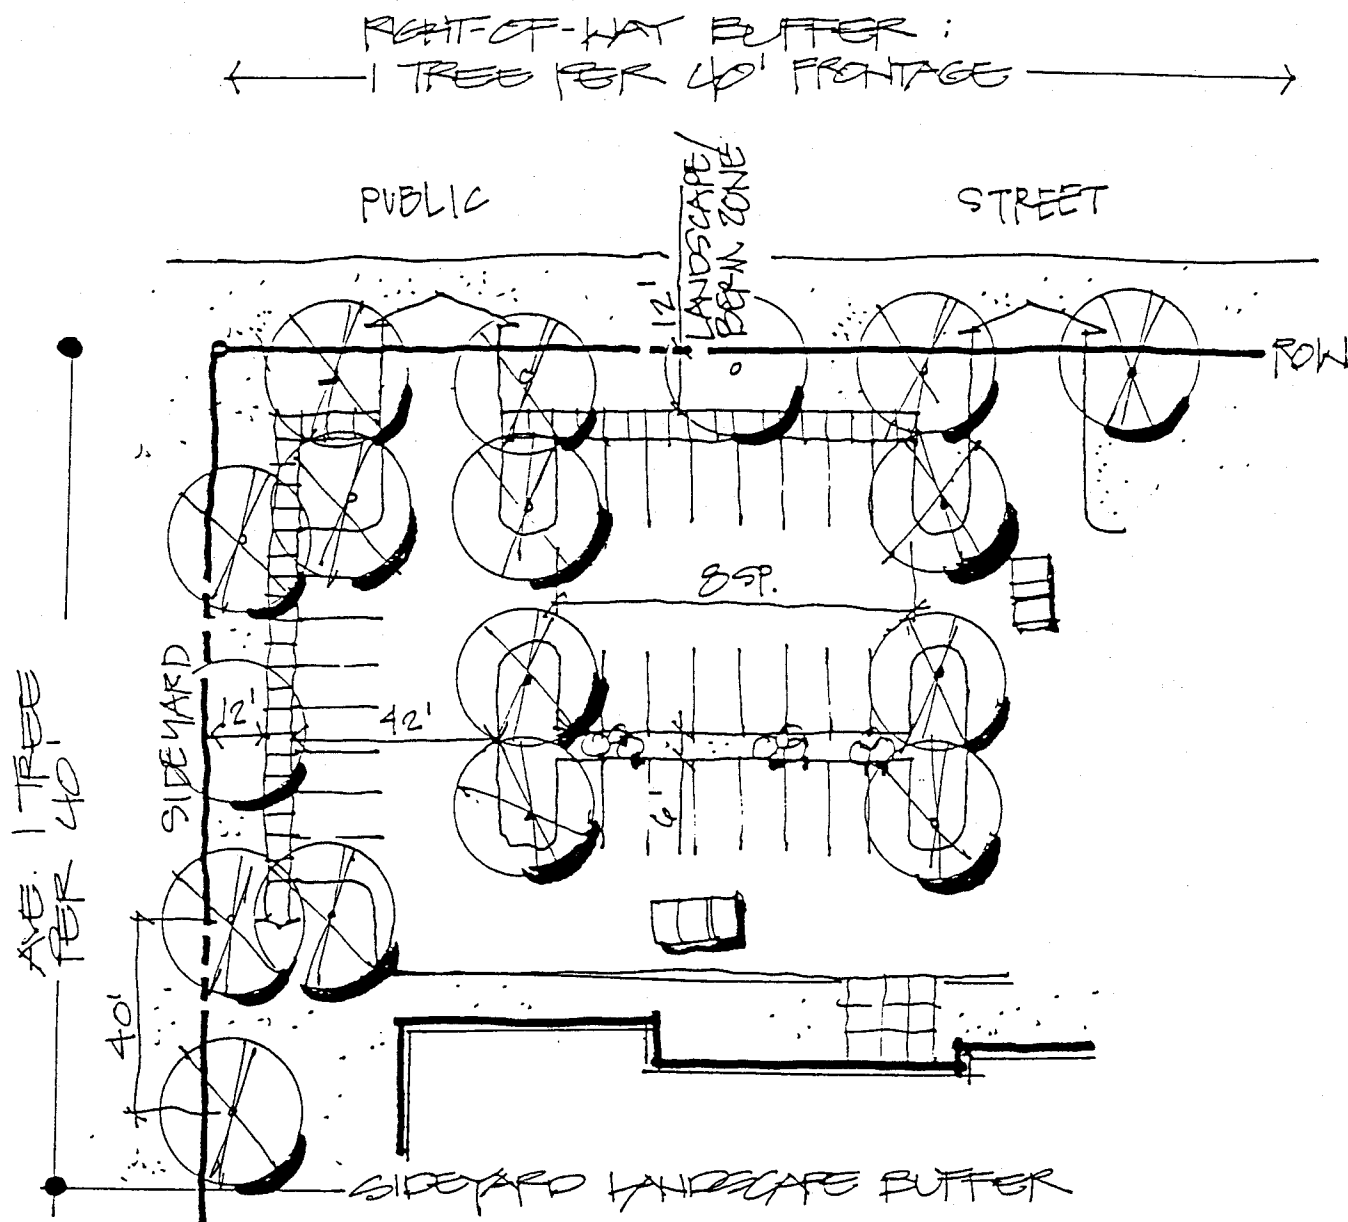 RIGHT-OF-WAY BUFFER :
1 TREE PER 40' FRONTAGE
PUBLIC
STREET
LANDSCAPE/
BERM ZONE
12'
ROW
8 SP.
SIDEYARD
12'
42'
6'
AVE. 1 TREE
PER 40'
40'
SIDEYARD LANDSCAPE BUFFER